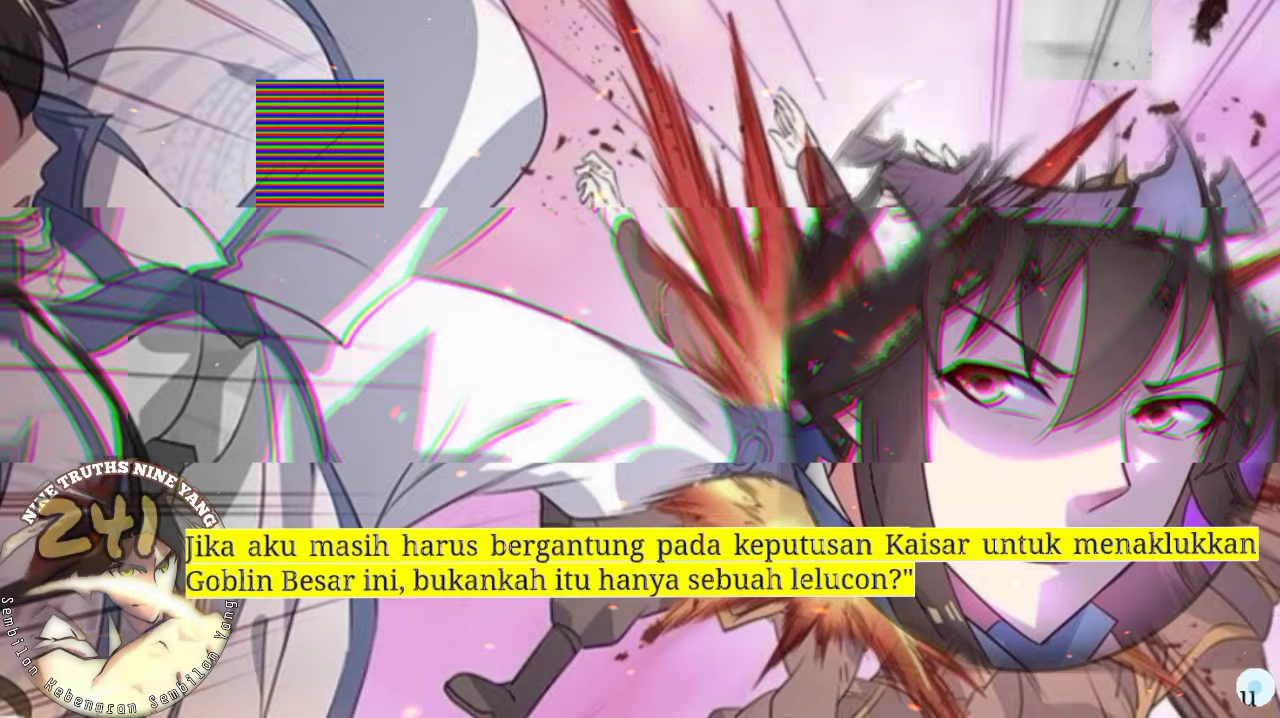 NINE TRUTHS NINE YANG
241
Jika aku masih harus bergantung pada keputusan Kaisar untuk menaklukkan
Goblin Besar ini, bukankah itu hanya sebuah lelucon?"
Sembilan Kebenaran Sembilan Yang
u